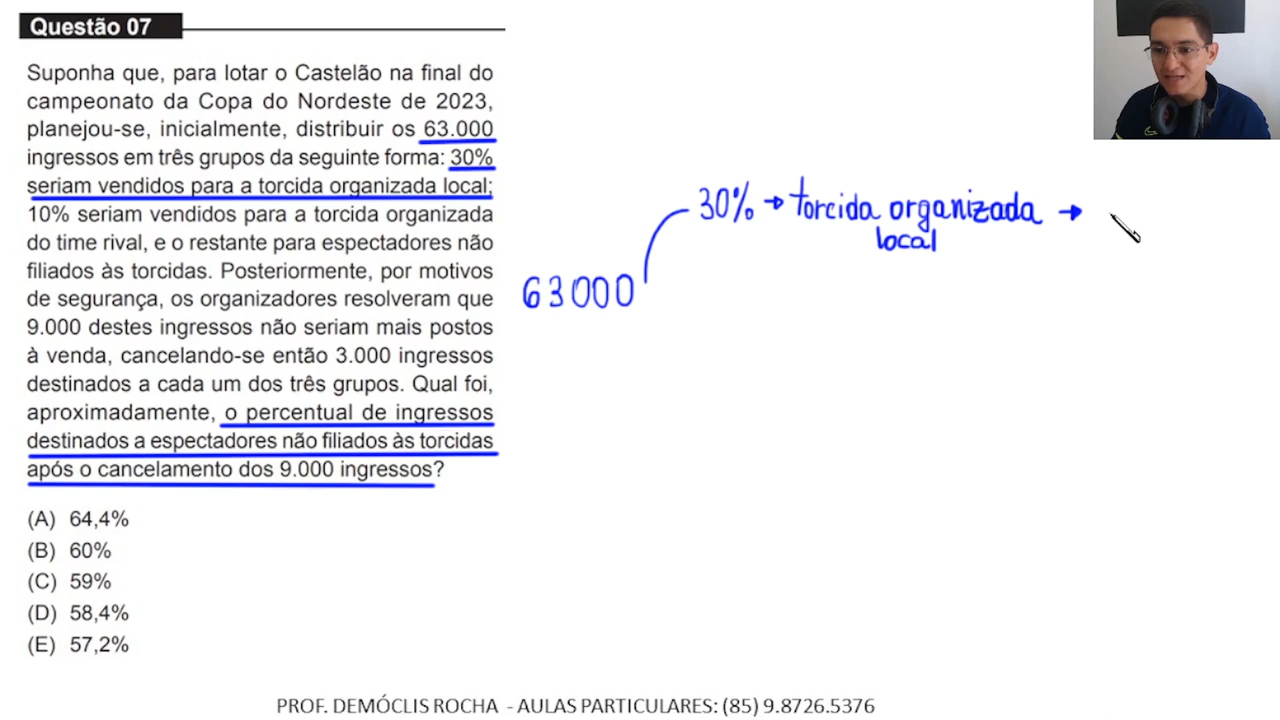 Questão 07
Suponha que, para lotar o Castelão na final do
campeonato da Copa do Nordeste de 2023,
planejou-se, inicialmente, distribuir os 63.000
ingressos em três grupos da seguinte forma: 30%
seriam vendidos para a torcida organizada local;
10% seriam vendidos para a torcida organizada
do time rival, e o restante para espectadores não
filiados às torcidas. Posteriormente, por motivos
de segurança, os organizadores resolveram que
9.000 destes ingressos não seriam mais postos
à venda, cancelando-se então 3.000 ingressos
destinados a cada um dos três grupos. Qual foi,
aproximadamente, o percentual de ingressos
destinados a espectadores não filiados às torcidas
após o cancelamento dos 9.000 ingressos?
(A) 64,4%
(B) 60%
(C) 59%
(D) 58,4%
(E) 57,2%
63000
30% → torcida organizada →
local
PROF. DEMÓCLIS ROCHA - AULAS PARTICULARES: (85) 9.8726.5376